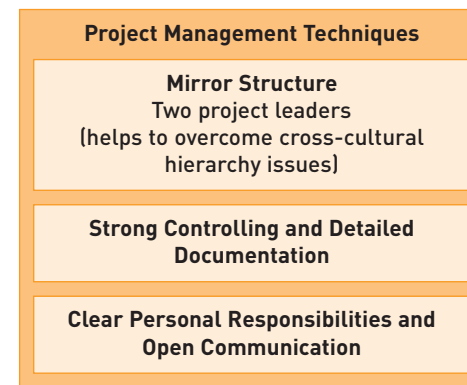 Project Management Techniques
Mirror Structure
Two project leaders
(helps to overcome cross-cultural
hierarchy issues)
Strong Controlling and Detailed
Documentation
Clear Personal Responsibilities and
Open Communication